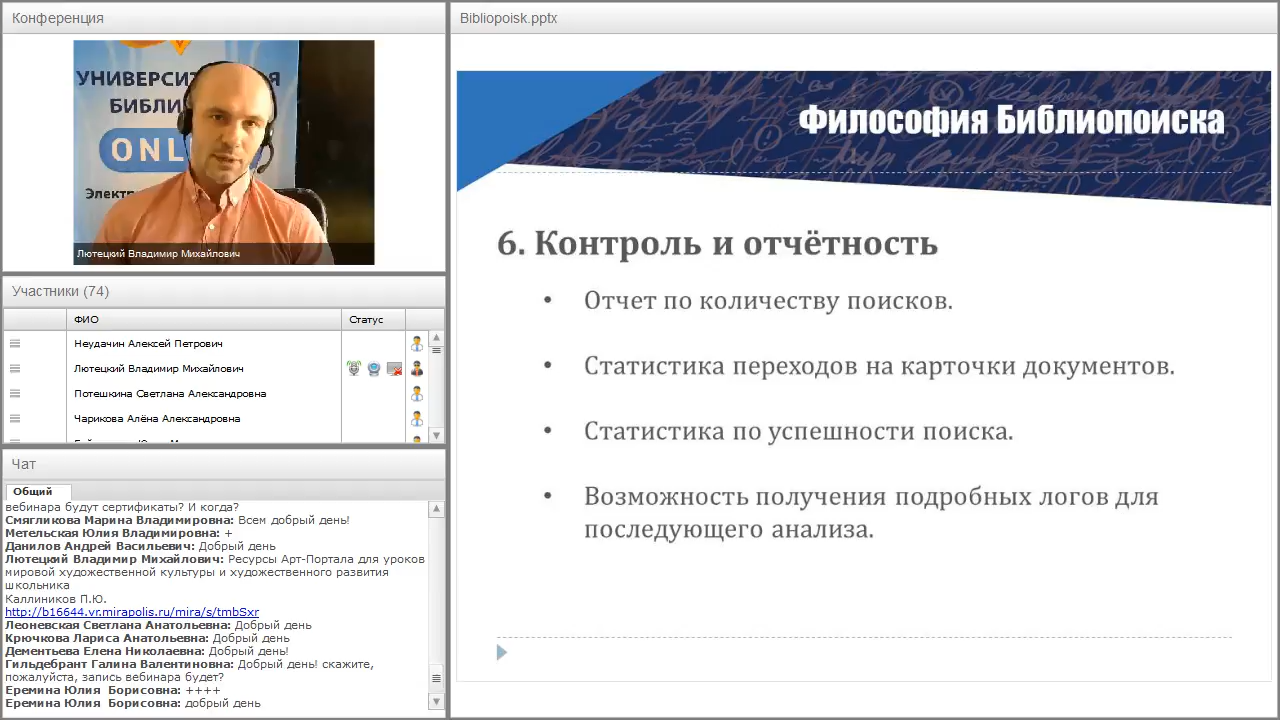 Конференция
УНИВЕРСИТ
БИБЛИ
ONL
Электр
Лютецкий Владимир Михайлович
Участники (74)
ФИО
Статус
Неудачин Алексей Петрович
Лютецкий Владимир Михайлович
Потешкина Светлана Александровна
Чарикова Алёна Александровна
Чат
Общий
вебинара будут сертификаты? И когда?
Смягликова Марина Владимировна: Всем добрый день!
Метельская Юлия Владимировна: +
Данилов Андрей Васильевич: Добрый день
Лютецкий Владимир Михайлович: Ресурсы Арт-Портала для уроков
мировой художественной культуры и художественного развития
школьника
Каллиников П.Ю.
http://b16644.vr.mirapolis.ru/mira/s/tmbSxr
Леоневская Светлана Анатольевна: Добрый день
Крючкова Лариса Анатольевна: Добрый день
Дементьева Елена Николаевна: Добрый день!
Гильдебрант Галина Валентиновна: Добрый день! скажите,
пожалуйста, запись вебинара будет?
Еремина Юлия Борисовна: ++++
Еремина Юлия Борисовна: добрый день
Bibliopoisk.pptx
Философия Библиопоиска
6. Контроль и отчётность
• Отчет по количеству поисков.
• Статистика переходов на карточки документов.
• Статистика по успешности поиска.
• Возможность получения подробных логов для
последующего анализа.